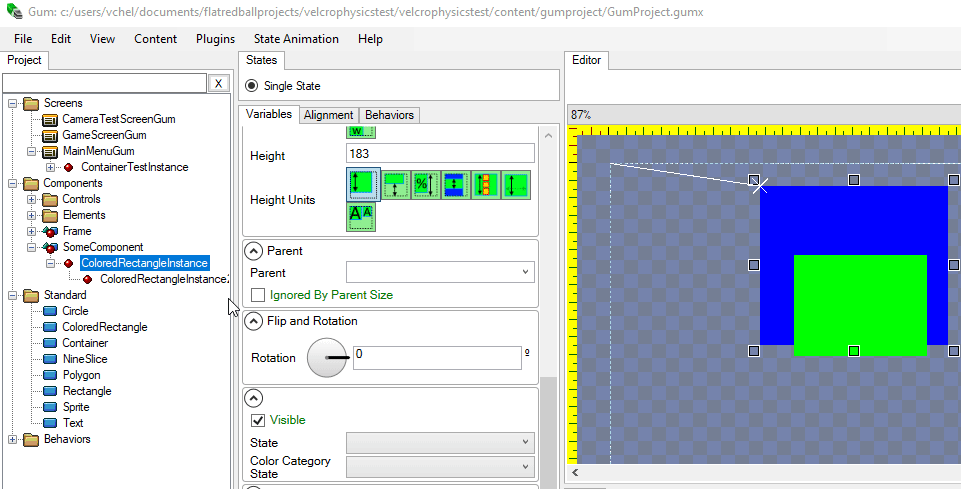 Gum: c:/users/vchel/documents/flatredballprojects/velcrophysicstest/velcrophysicstest/content/gumproject/GumProject.gumx
File Edit View Content Plugins State Animation Help
Project
X
Screens
CameraTestScreenGum
GameScreenGum
MainMenuGum
ContainerTestInstance
Components
Controls
Elements
Frame
SomeComponent
ColoredRectangleInstance
ColoredRectangleInstance2
Standard
Circle
ColoredRectangle
Container
NineSlice
Polygon
Rectangle
Sprite
Text
Behaviors
States
Single State
Variables Alignment Behaviors
W
Height 183
Height Units
%
AA
Parent
Parent
Ignored By Parent Size
Flip and Rotation
Rotation 0 º
Visible
State
Color Category
State
Editor
87%